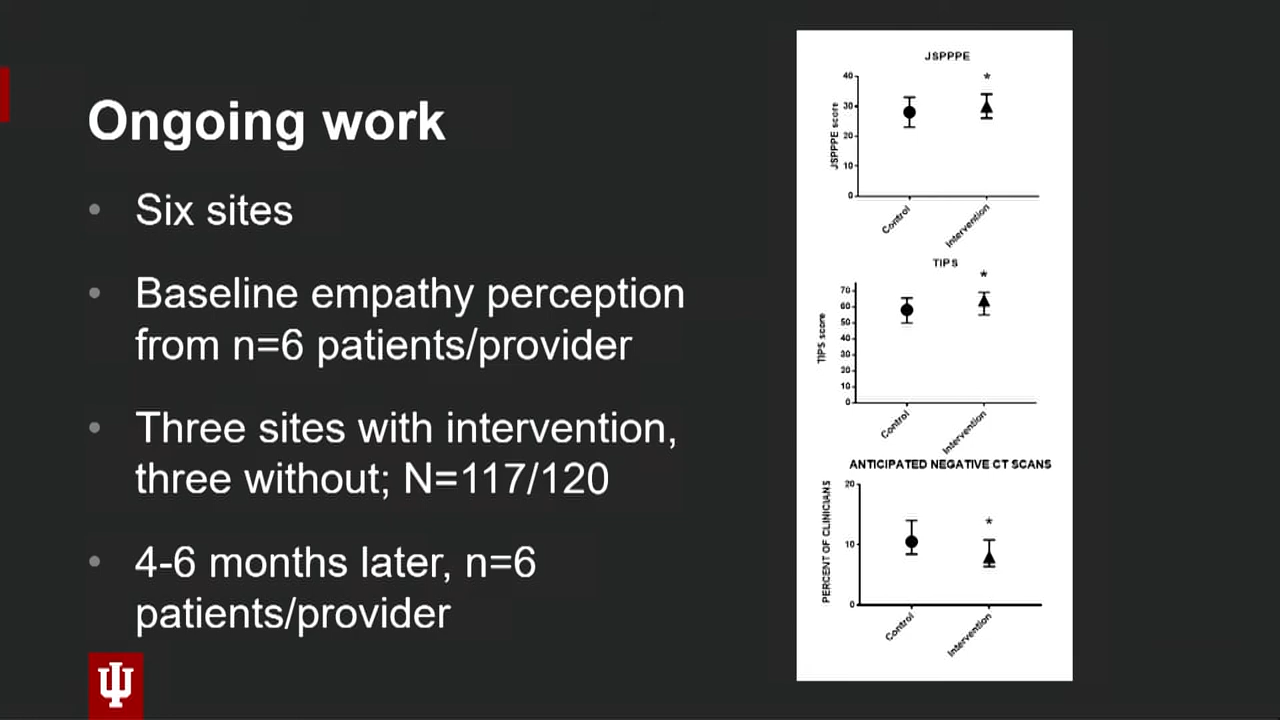 Ongoing work
• Six sites
• Baseline empathy perception
from n=6 patients/provider
• Three sites with intervention,
three without; N=117/120
• 4-6 months later, n=6
patients/provider
JSPPPE
*
JSPPPE score
40
30
20
10
0
Control
Intervention
TIPS
*
TIPS score
70
60
50
40
30
20
10
0
Control
Intervention
ANTICIPATED NEGATIVE CT SCANS
*
PERCENT OF CLINICIANS
20
10
0
Control
Intervention